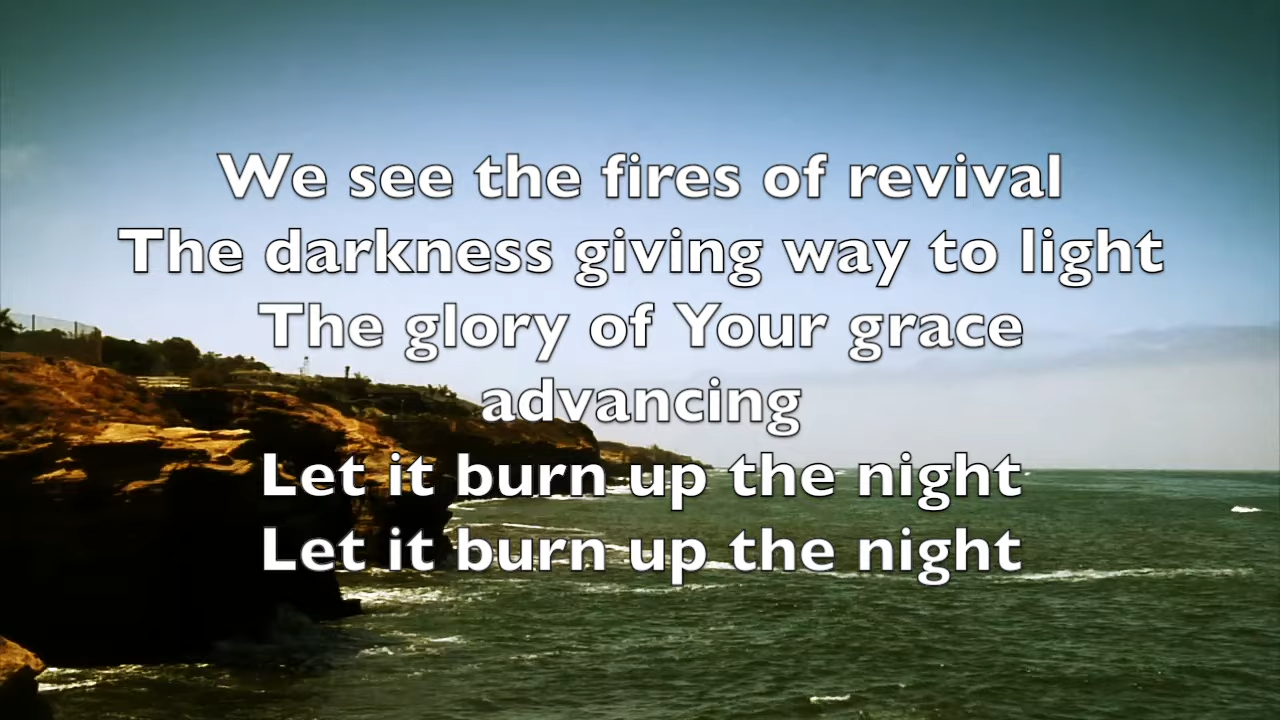 We see the fires of revival
The darkness giving way to light
The glory of Your grace
advancing
Let it burn up the night
Let it burn up the night